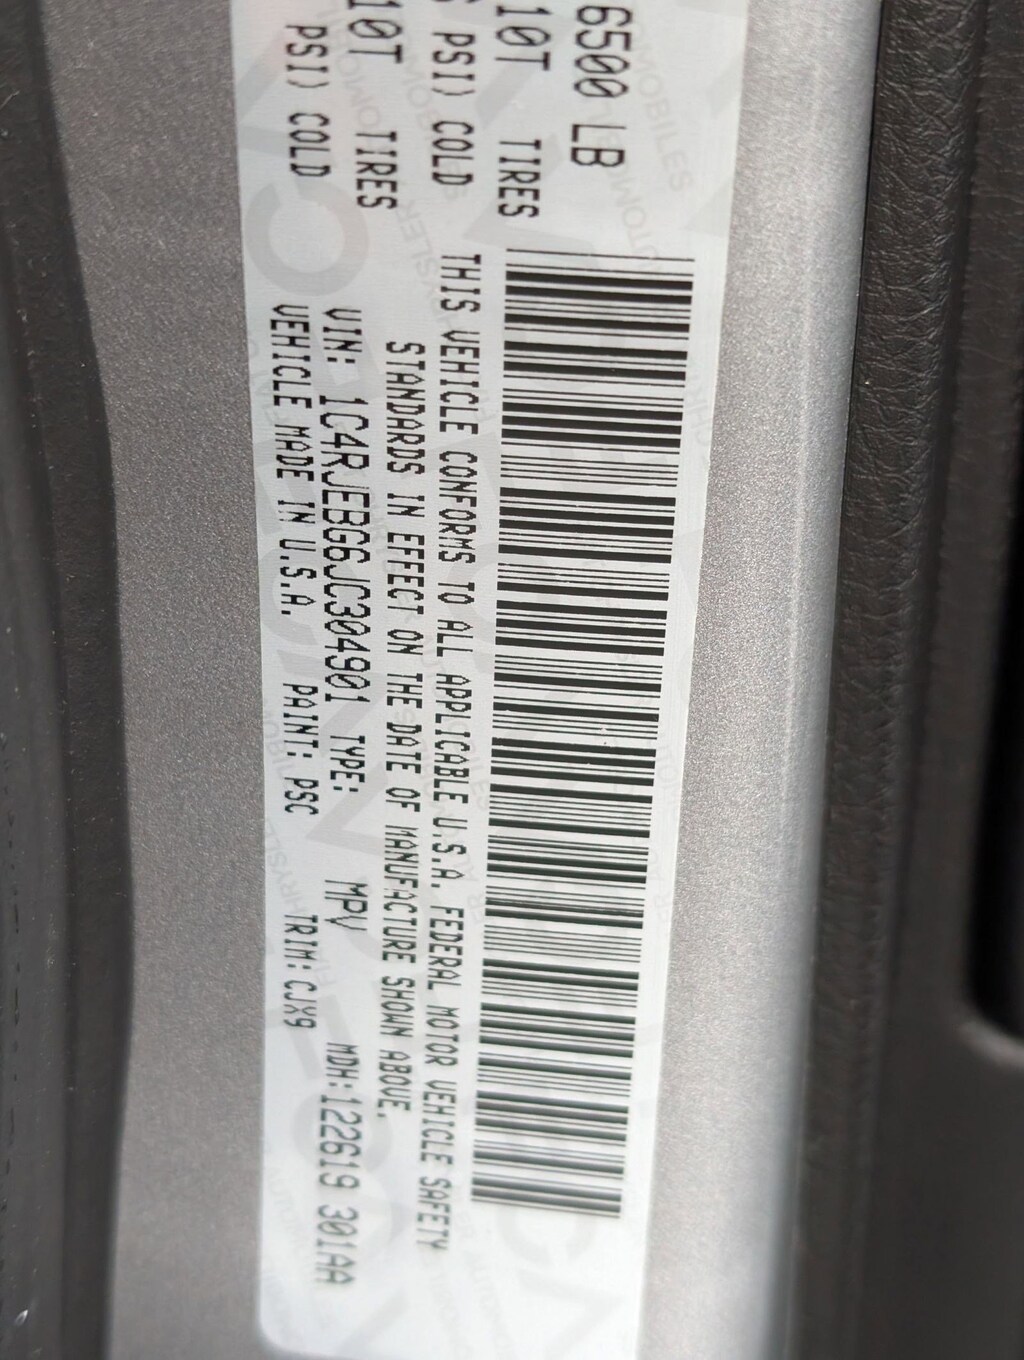 6500 LB
10T TIRES
PSI) COLD
10T TIRES
PSI) COLD
THIS VEHICLE CONFORMS TO ALL APPLICABLE U.S.A. FEDERAL MOTOR VEHICLE SAFETY
STANDARDS IN EFFECT ON THE DATE OF MANUFACTURE SHOWN ABOVE.
VIN: 1C4RJEBG6JC304901 TYPE: MPV MDH:122619 301AA
VEHICLE MADE IN U.S.A. PAINT: PSC TRIM: CJX9